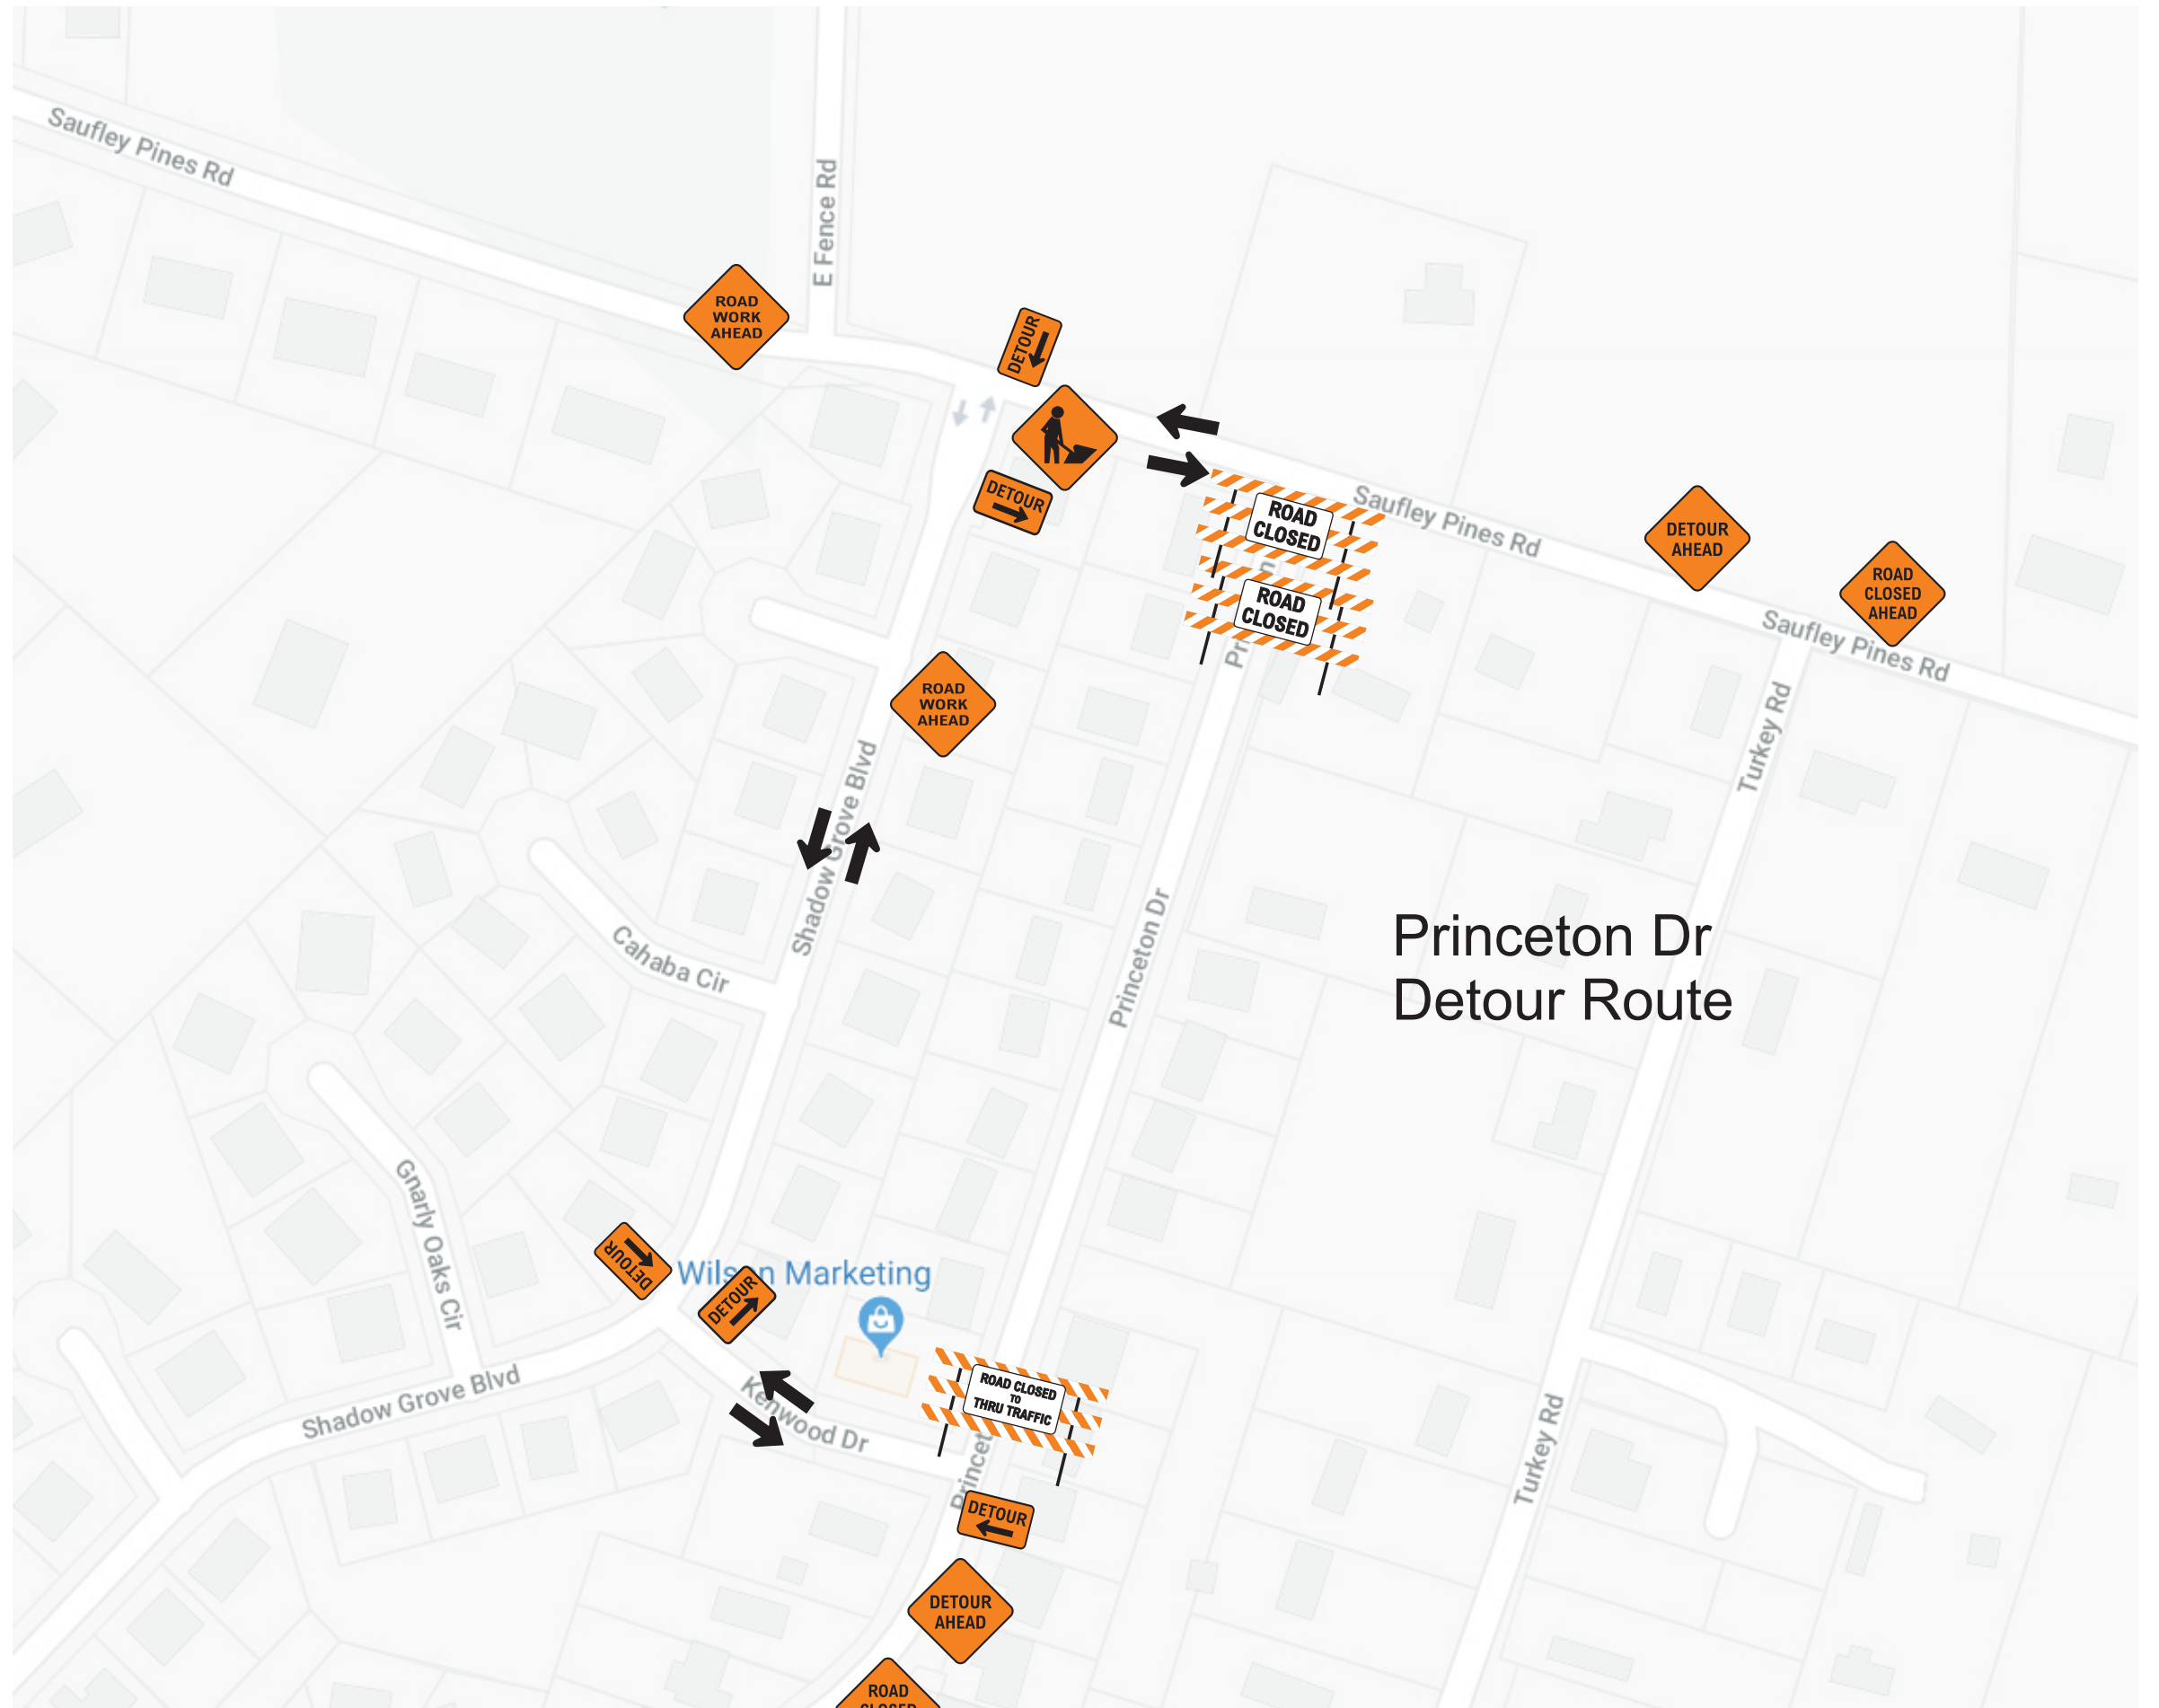 Saufley Pines Rd
E Fence Rd
ROAD
WORK
AHEAD
DETOUR
DETOUR
ROAD
CLOSED
ROAD
CLOSED
Saufley Pines Rd
DETOUR
AHEAD
ROAD
CLOSED
AHEAD
Saufley Pines Rd
Turkey Rd
ROAD
WORK
AHEAD
Shadow Grove Blvd
Princeton Dr
Princeton Dr
Detour Route
Cahaba Cir
Gnarly Oaks Cir
DETOUR
DETOUR
Wilson Marketing
Shadow Grove Blvd
Kenwood Dr
ROAD CLOSED
TO
THRU TRAFFIC
Turkey Rd
DETOUR
DETOUR
AHEAD
ROAD
CLOSED